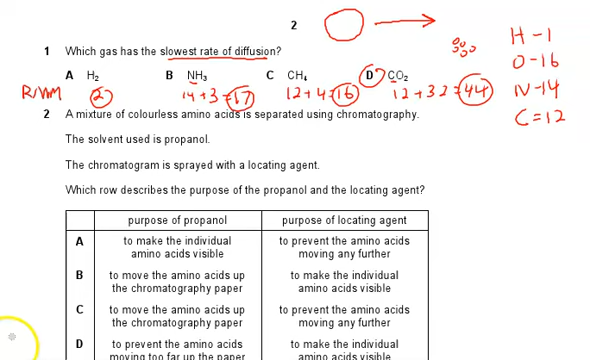 2
H - 1
O - 16
N - 14
C = 12
1 Which gas has the slowest rate of diffusion?
A H2 B NH3 C CH4 D CO2
2 14 + 3 = 17 12 + 4 = 16 12 + 32 = 44
2 A mixture of colourless amino acids is separated using chromatography.
The solvent used is propanol.
The chromatogram is sprayed with a locating agent.
Which row describes the purpose of the propanol and the locating agent?
purpose of propanol purpose of locating agent
A to make the individual amino acids visible to prevent the amino acids moving any further
B to move the amino acids up the chromatography paper to make the individual amino acids visible
C to move the amino acids up the chromatography paper to prevent the amino acids moving any further
D to prevent the amino acids moving too far up the paper to make the individual amino acids visible